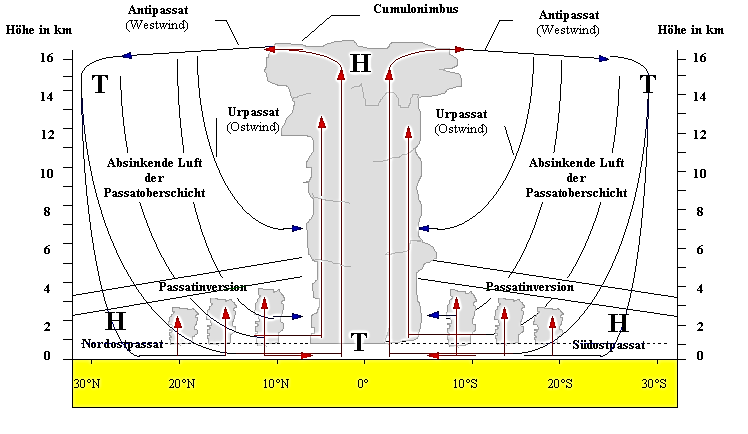 Antipassat
(Westwind)
Cumulonimbus
Antipassat
(Westwind)
Höhe in km
Höhe in km
16
H
16
T
T
14
14
Urpassat
(Ostwind)
Urpassat
(Ostwind)
12
12
Absinkende Luft
der
Passatoberschicht
Absinkende Luft
der
Passatoberschicht
10
10
8
8
6
6
4
Passatinversion
Passatinversion
4
H
H
2
2
Nordostpassat
T
Südostpassat
0
0
30°N
20°N
10°N
0°
10°S
20°S
30°S